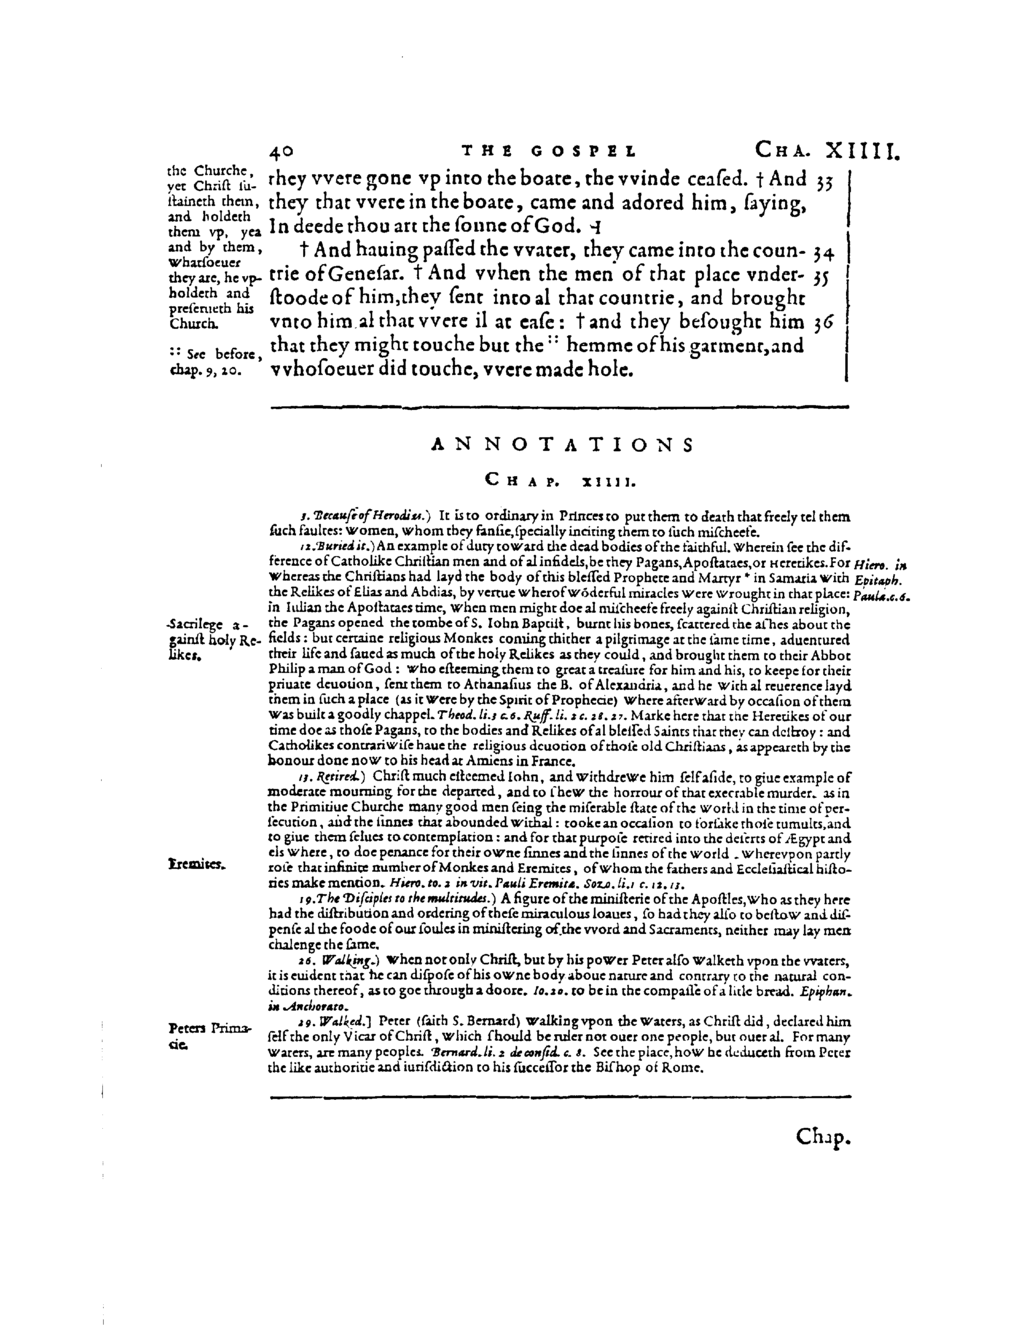 40 THE GOSPEL CHA. XIIII.
the Churche,
yet Chriſt ſu-
ſtaineth them,
and holdeth
them vp, yea
and by them,
whatſoeuer
they are, he vp-
holdeth and
preſerueth his
Church.
:: See before,
chap. 9, 20.
they vvere gone vp into the boate, the vvinde ceaſed. † And 33
they that vvere in the boate, came and adored him, ſaying,
In deede thou art the ſonne of God. ⊣
† And hauing paſſed the vvater, they came into the coun- 34
trie of Geneſar. † And vvhen the men of that place vnder- 35
ſtoode of him, they ſent into al that countrie, and brought
vnto him al that vvere il at eaſe: † and they beſought him 36
that they might touche but the :: hemme of his garment, and
vvhoſoeuer did touche, vvere made hole.
ANNOTATIONS
CHAP. XIIII.
3. Becauſe of Herodias.) It is to ordinary in Princes to put them to death that freely tel them
ſuch faultes: women, whom they fanſie, ſpecially inciting them to ſuch miſcheefe.
12. Buried it.) An example of duty toward the dead bodies of the faithful. Wherein ſee the dif-
ference of Catholike Chriſtian men and of al infidels, be they Pagans, Apoſtataes, or Heretikes. For
Whereas the Chriſtians had layd the body of this bleſſed Prophete and Martyr * in Samaria with
the Relikes of Elias and Abdias, by vertue wherof wõderful miracles were wrought in that place:
in Iulian the Apoſtataes time, when men might doe al miſcheefe freely againſt Chriſtian religion,
the Pagans opened the tombe of S. Iohn Baptiſt, burnt his bones, ſcattered the aſhes about the
fields: but certaine religious Monkes coming thither a pilgrimage at the ſame time, aduentured
their life and ſaued as much of the holy Relikes as they could, and brought them to their Abbot
Philip a man of God: who eſteeming them to great a treaſure for him and his, to keepe for their
priuate deuotion, ſent them to Athanaſius the B. of Alexandria, and he with al reuerence layd
them in ſuch a place (as it were by the Spirit of Prophecie) where afterward by occaſion of them
was built a goodly chappel. Theod. li. 3 c. 6. Ruff. li. 2 c. 28. 27. Marke here that the Heretikes of our
time doe as thoſe Pagans, to the bodies and Relikes of al bleſſed Saints that they can deſtroy: and
Catholikes contrariwiſe haue the religious deuotion of thoſe old Chriſtians, as appeareth by the
honour done now to his head at Amiens in France.
Hiero. in
Epitaph.
Paulæ. c. 6.
Sacrilege a-
gainſt holy Re-
likes.
13. Retired.) Chriſt much eſteemed Iohn, and withdrewe him ſelf aſide, to giue example of
moderate mourning for the departed, and to ſhew the horrour of that execrable murder. as in
the Primitiue Churche many good men ſeing the miſerable ſtate of the world in the time of per-
ſecution, and the ſinnes that abounded withal: tooke an occaſion to forſake thoſe tumults, and
to giue them ſelues to contemplation: and for that purpoſe retired into the deſerts of Ægypt and
els where, to doe penance for their owne ſinnes and the ſinnes of the world. Wherevpon partly
roſe that infinite number of Monkes and Eremites, of whom the fathers and Eccleſiaſtical hiſto-
ries make mention. Hiero. to. 2 in vit. Pauli Eremitæ. Sozo. li. 1 c. 12. 13.
Eremites.
19. The Diſciples to the multitudes.) A figure of the miniſterie of the Apoſtles, who as they here
had the diſtribution and ordering of theſe miraculous loaues, ſo had they alſo to beſtow and diſ-
penſe al the foode of our ſoules in miniſtering of the vvord and Sacraments, neither may lay men
chalenge the ſame.
26. Walking.) When not only Chriſt, but by his power Peter alſo walketh vpon the vvaters,
it is euident that he can diſpoſe of his owne body aboue nature and contrary to the natural con-
ditions thereof, as to goe through a doore. Io. 20. to be in the compaſſe of a litle bread. Epiphan.
in Anchorato.
29. Walked.] Peter (ſaith S. Bernard) walking vpon the waters, as Chriſt did, declared him
ſelf the only Vicar of Chriſt, which ſhould be ruler not ouer one people, but ouer al. For many
waters, are many peoples. Bernard. li. 2 de conſid. c. 8. See the place, how he deduceth from Peter
the like authoritie and iuriſdiction to his ſucceſſor the Biſhop of Rome.
Peters Prima-
cie.
Chap.